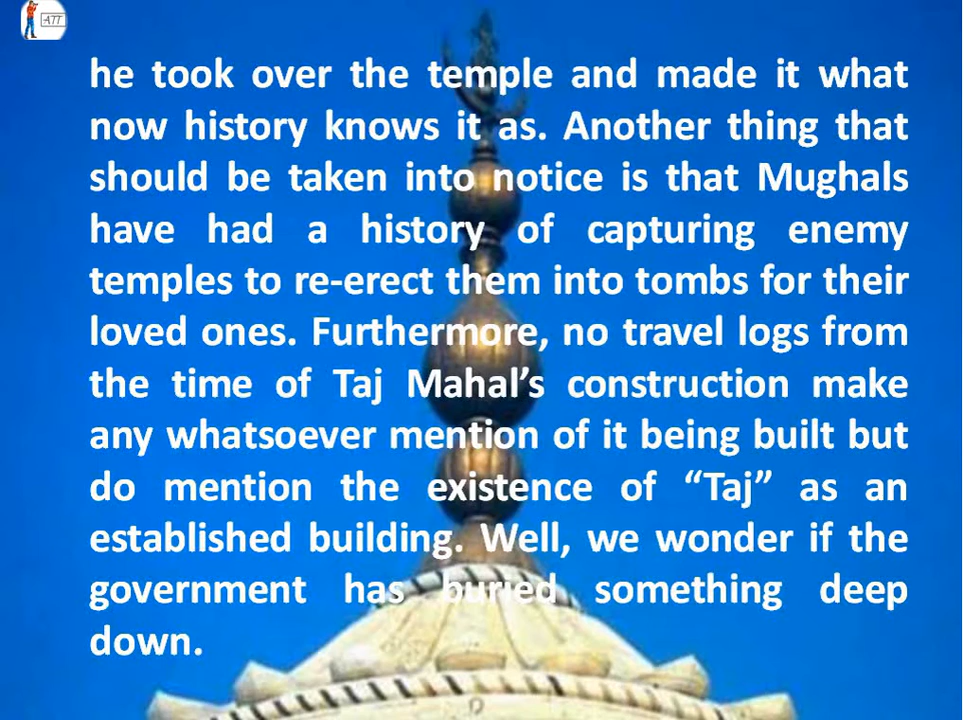 ATT
he took over the temple and made it what
now history knows it as. Another thing that
should be taken into notice is that Mughals
have had a history of capturing enemy
temples to re-erect them into tombs for their
loved ones. Furthermore, no travel logs from
the time of Taj Mahal’s construction make
any whatsoever mention of it being built but
do mention the existence of “Taj” as an
established building. Well, we wonder if the
government has buried something deep
down.